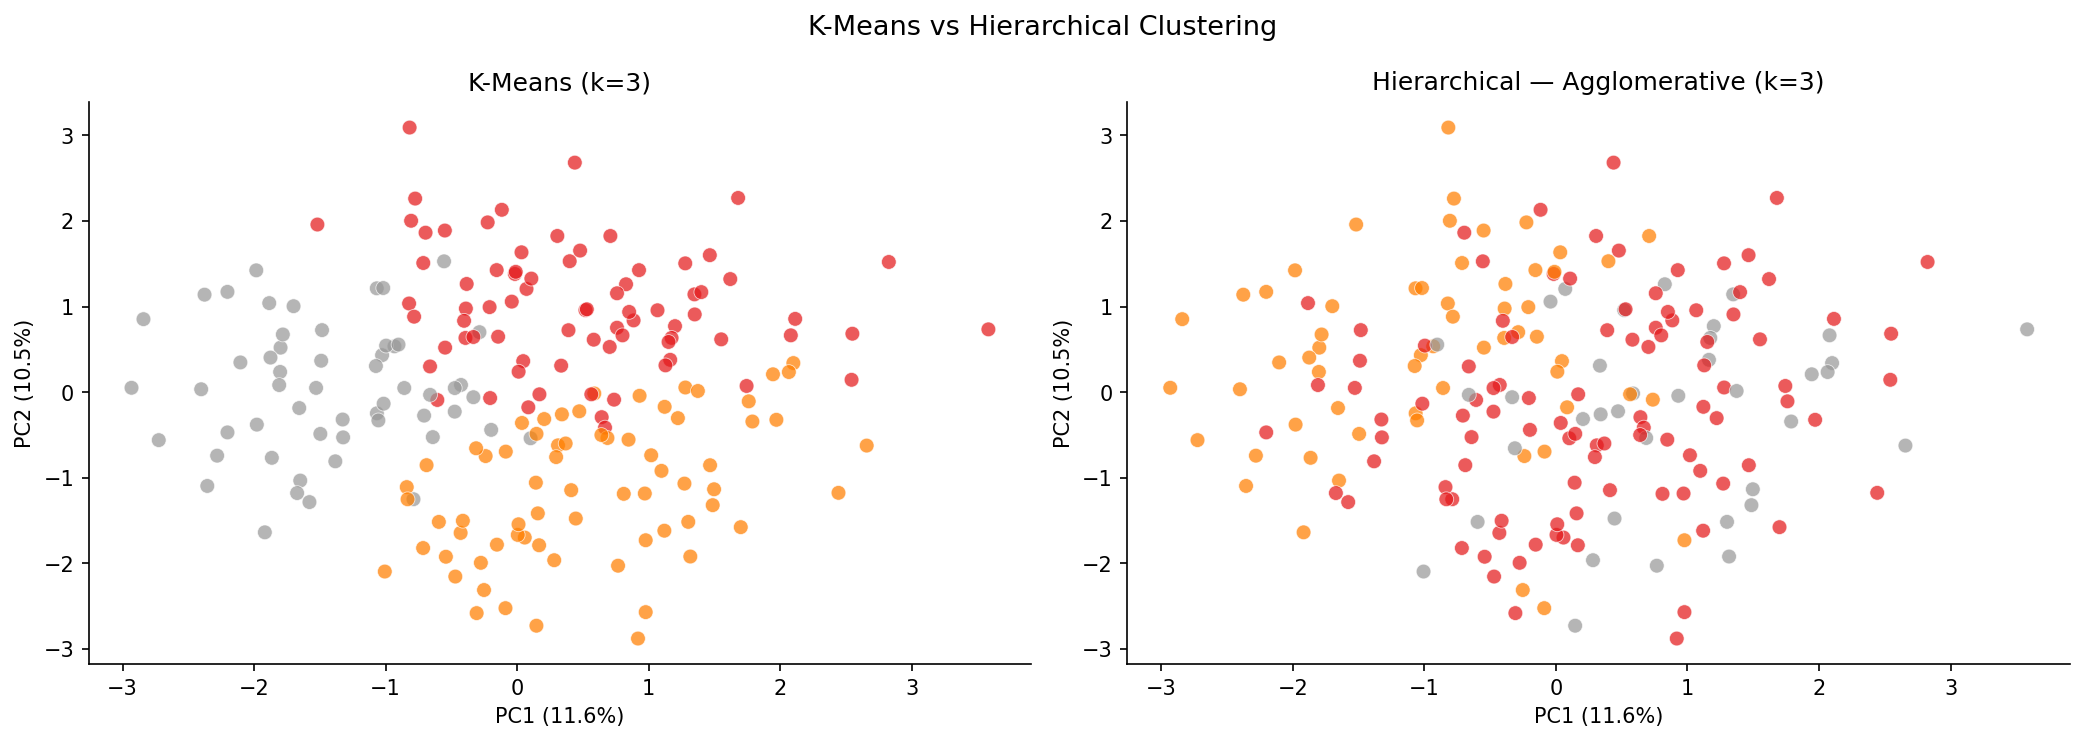 K-Means vs Hierarchical Clustering
K-Means (k=3)
3
2
1
0
−1
−2
−3
PC2 (10.5%)
−3 −2 −1 0 1 2 3
PC1 (11.6%)
Hierarchical — Agglomerative (k=3)
3
2
1
0
−1
−2
−3
PC2 (10.5%)
−3 −2 −1 0 1 2 3
PC1 (11.6%)